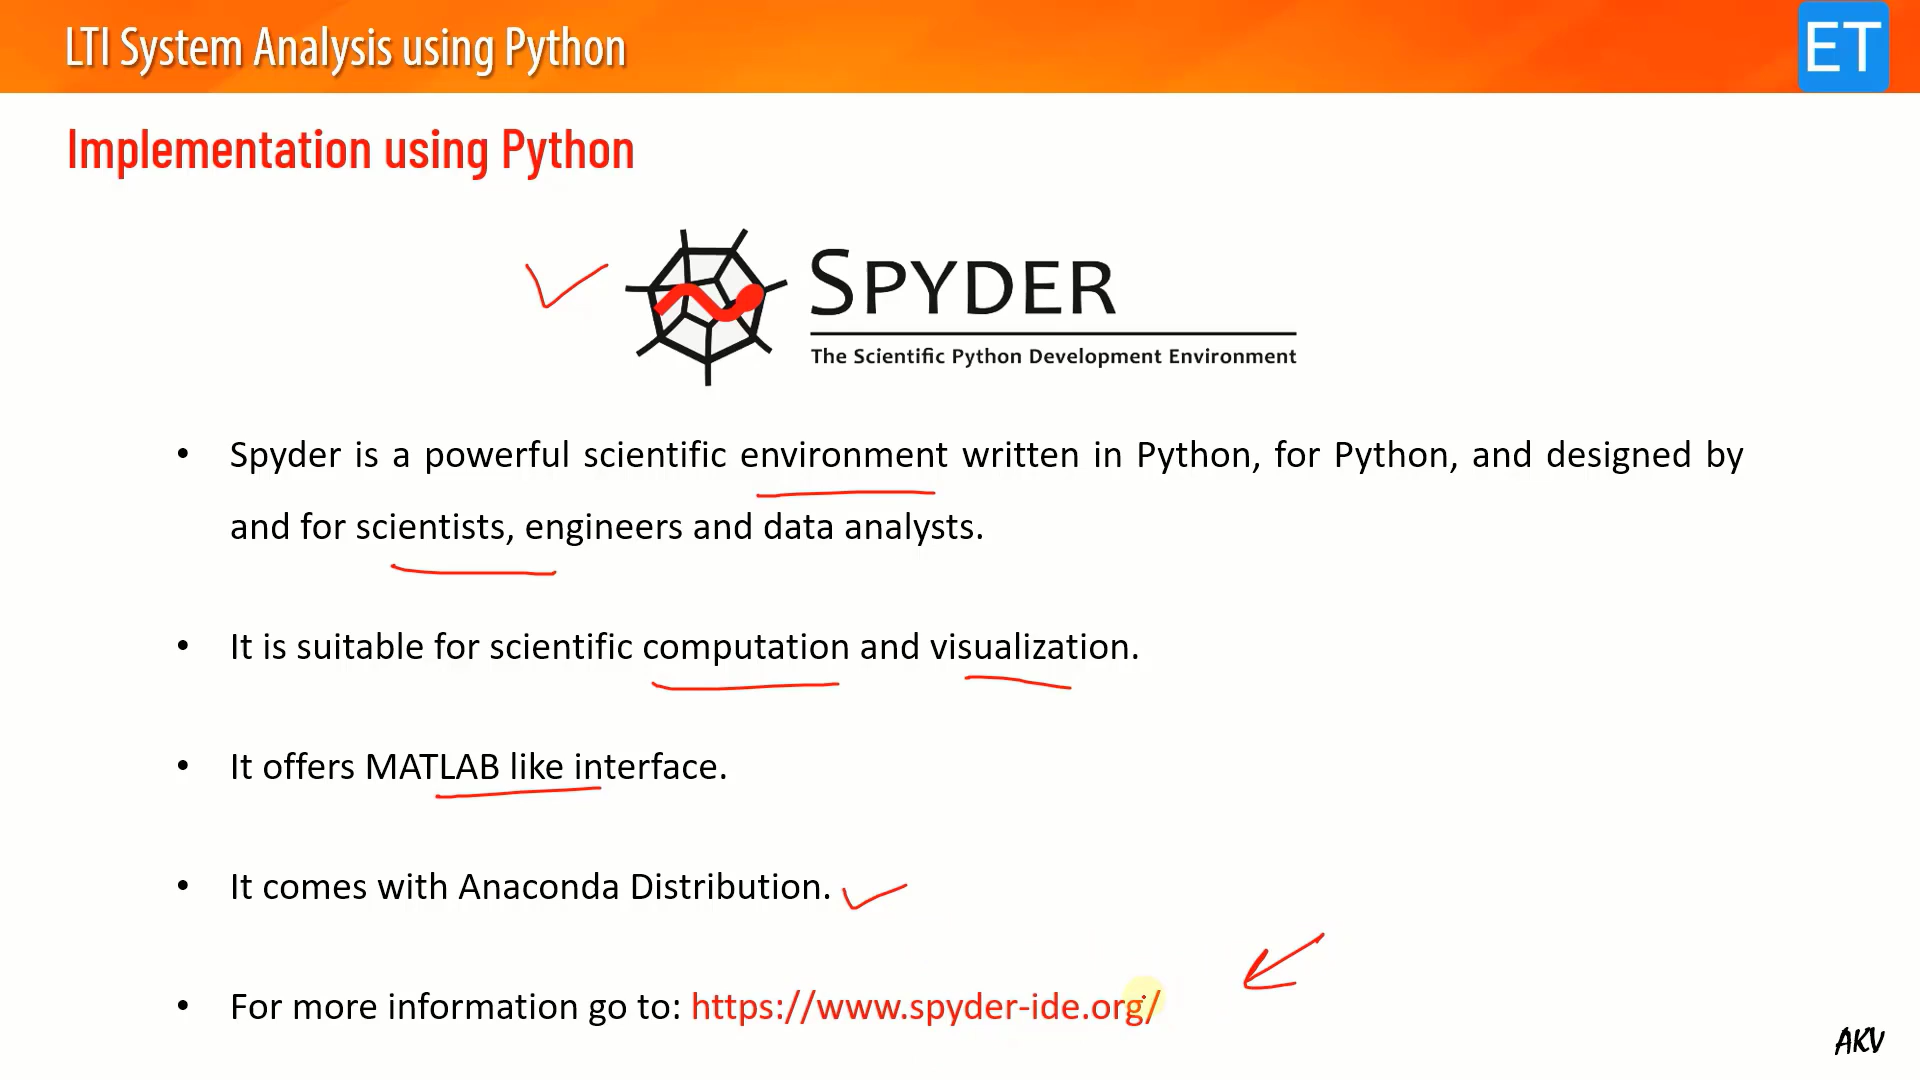 LTI System Analysis using Python
ET
Implementation using Python
SPYDER
The Scientific Python Development Environment
• Spyder is a powerful scientific environment written in Python, for Python, and designed by
and for scientists, engineers and data analysts.
• It is suitable for scientific computation and visualization.
• It offers MATLAB like interface.
• It comes with Anaconda Distribution.
• For more information go to: https://www.spyder-ide.org/
AKV